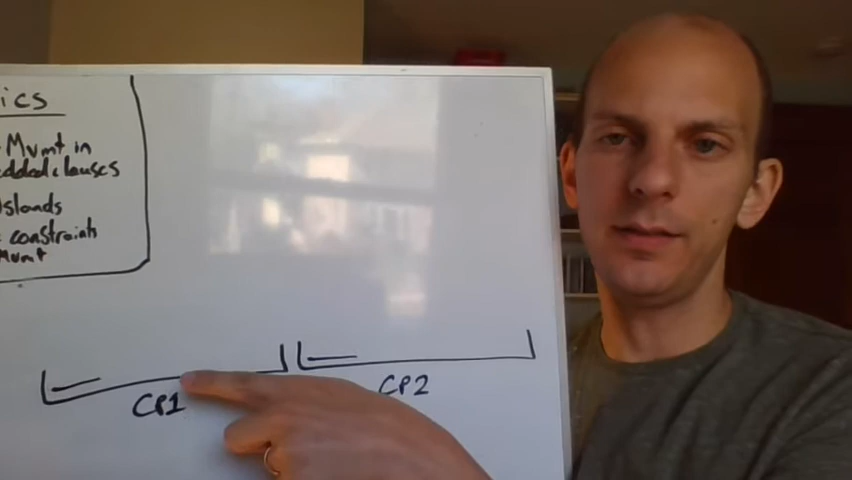 ics
Mvmt in
edded clauses
Islands
constraints
Mvmt
CP1
CP2